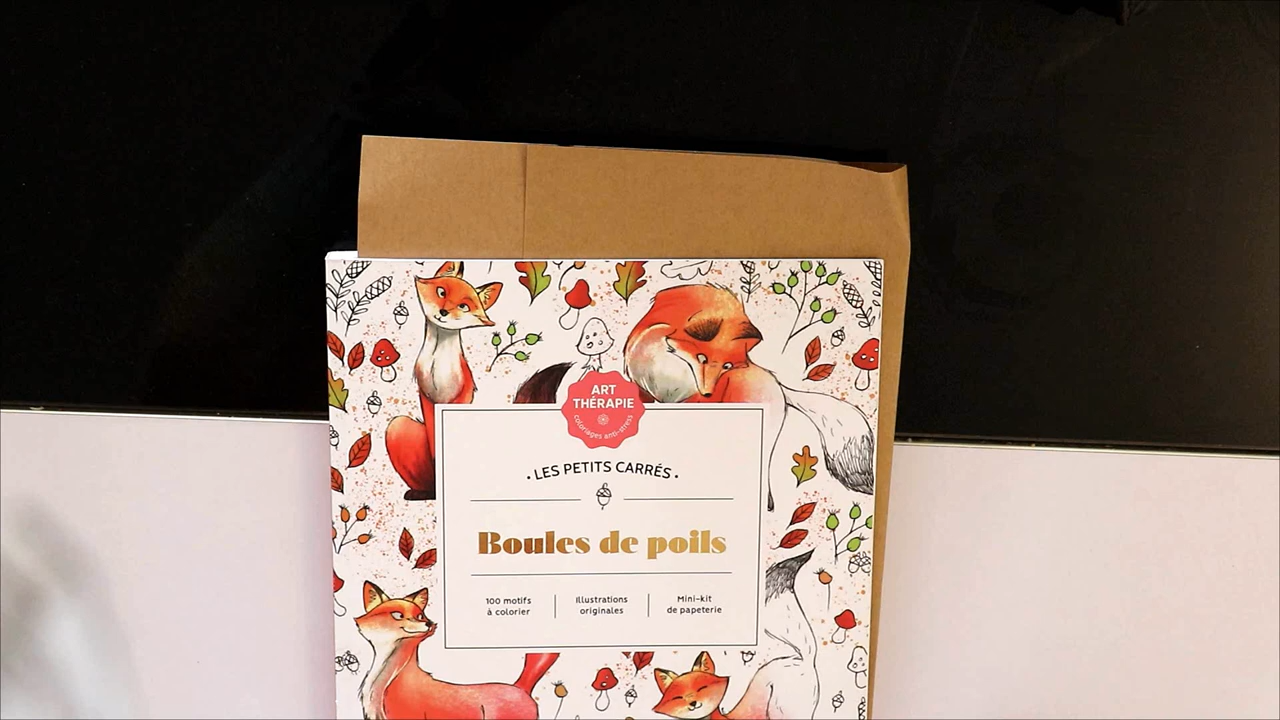 ART
THÉRAPIE
coloriages anti-stress
• LES PETITS CARRÉS •
Boules de poils
100 motifs
à colorier
Illustrations
originales
Mini-kit
de papeterie